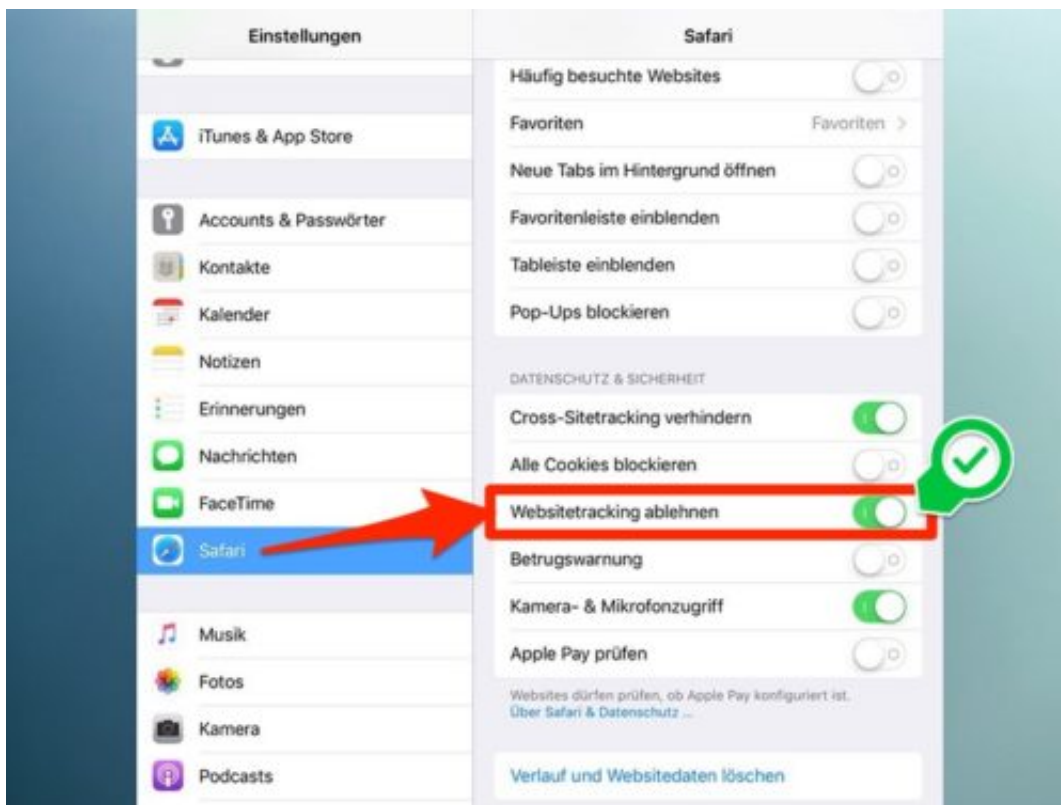 Einstellungen
iTunes & App Store
Accounts & Passwörter
Kontakte
Kalender
Notizen
Erinnerungen
Nachrichten
FaceTime
Safari
Musik
Fotos
Kamera
Podcasts
Safari
Häufig besuchte Websites
Favoriten Favoriten >
Neue Tabs im Hintergrund öffnen
Favoritenleiste einblenden
Tableiste einblenden
Pop-Ups blockieren
DATENSCHUTZ & SICHERHEIT
Cross-Sitetracking verhindern
Alle Cookies blockieren
Websitetracking ablehnen
Betrugswarnung
Kamera- & Mikrofonzugriff
Apple Pay prüfen
Websites dürfen prüfen, ob Apple Pay konfiguriert ist.
Über Safari & Datenschutz ...
Verlauf und Websitedaten löschen